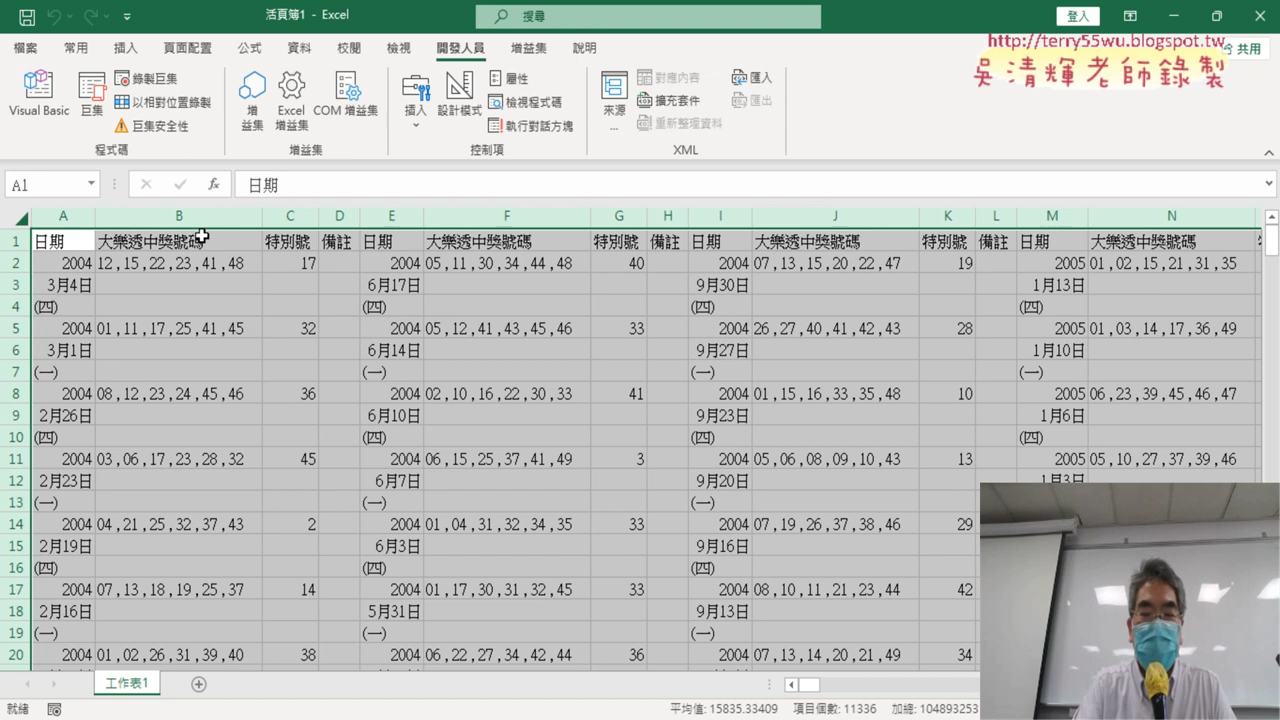 活頁簿1 - Excel
搜尋
登入
檔案 常用 插入 頁面配置 公式 資料 校閱 檢視 開發人員 增益集 說明
http://terry55wu.blogspot.tw
共用
吳清輝老師錄製
Visual Basic
巨集
錄製巨集
以相對位置錄製
巨集安全性
程式碼
增益集
Excel 增益集
COM 增益集
增益集
插入
設計模式
屬性
檢視程式碼
執行對話方塊
控制項
來源
...
對應內容
擴充套件
重新整理資料
匯入
匯出
XML
A1
fx
日期
A B C D E F G H I J K L M N
1 日期 大樂透中獎號碼 特別號 備註 日期 大樂透中獎號碼 特別號 備註 日期 大樂透中獎號碼 特別號 備註 日期 大樂透中獎號碼
2 2004 12,15,22,23,41,48 17 2004 05,11,30,34,44,48 40 2004 07,13,15,20,22,47 19 2005 01,02,15,21,31,35
3 3月4日 6月17日 9月30日 1月13日
4 (四) (四) (四) (四)
5 2004 01,11,17,25,41,45 32 2004 05,12,41,43,45,46 33 2004 26,27,40,41,42,43 28 2005 01,03,14,17,36,49
6 3月1日 6月14日 9月27日 1月10日
7 (一) (一) (一) (一)
8 2004 08,12,23,24,45,46 36 2004 02,10,16,22,30,33 41 2004 01,15,16,33,35,48 10 2005 06,23,39,45,46,47
9 2月26日 6月10日 9月23日 1月6日
10 (四) (四) (四) (四)
11 2004 03,06,17,23,28,32 45 2004 06,15,25,37,41,49 3 2004 05,06,08,09,10,43 13 2005 05,10,27,37,39,46
12 2月23日 6月7日 9月20日 1月3日
13 (一) (一) (一)
14 2004 04,21,25,32,37,43 2 2004 01,04,31,32,34,35 33 2004 07,19,26,37,38,46 29
15 2月19日 6月3日 9月16日
16 (四) (四) (四)
17 2004 07,13,18,19,25,37 14 2004 01,17,30,31,32,45 33 2004 08,10,11,21,23,44 42
18 2月16日 5月31日 9月13日
19 (一) (一) (一)
20 2004 01,02,26,31,39,40 38 2004 06,22,27,34,42,44 36 2004 07,13,14,20,21,49 34
工作表1
就緒
平均值: 15835.33409 項目個數: 11336 加總: 104893253